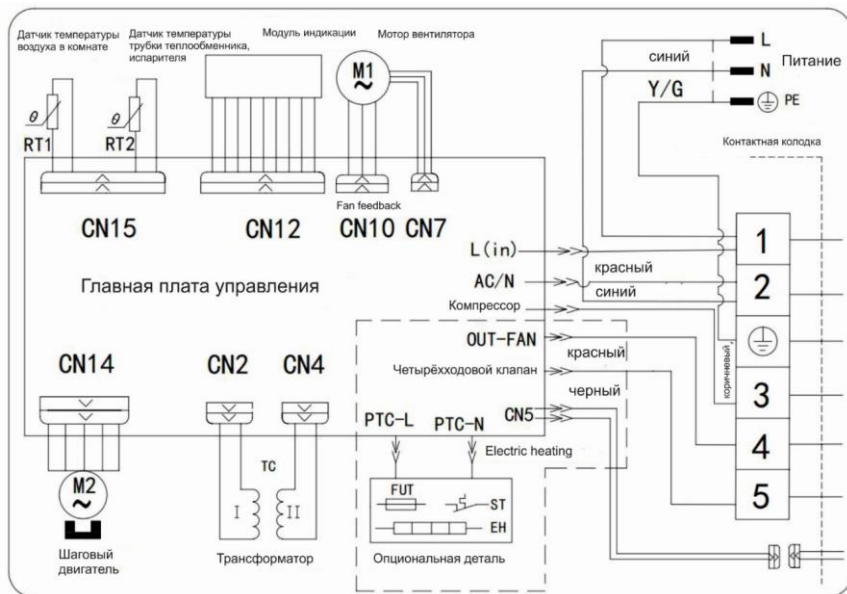 Датчик температуры
воздуха в комнате
Датчик температуры
трубки теплообменника,
испарителя
Модуль индикации
Мотор вентилятора
M1
~
θ
RT1
θ
RT2
CN15
CN12
Fan feedback
CN10
CN7
L
синий
N
Питание
Y/G
PE
Контактная колодка
L(in)
красный
AC/N
синий
Компрессор
Главная плата управления
OUT-FAN
красный
Четырёхходовой клапан
черный
коричневый,
1
2
3
4
5
CN14
CN2
CN4
PTC-L
PTC-N
CN5
Electric heating
M2
~
TC
I
II
FUT
ST
EH
Шаговый
двигатель
Трансформатор
Опциональная деталь